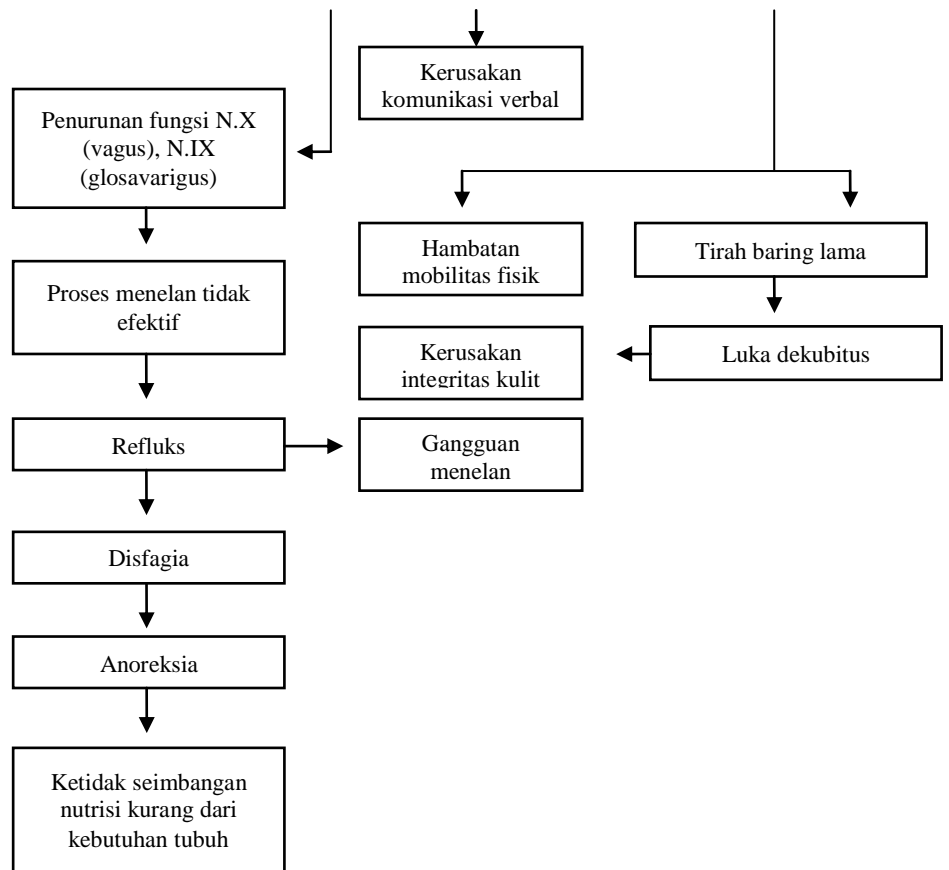 Kerusakan
komunikasi verbal
Penurunan fungsi N.X
(vagus), N.IX
(glosavarigus)
Hambatan
mobilitas fisik
Tirah baring lama
Proses menelan tidak
efektif
Kerusakan
integritas kulit
Luka dekubitus
Refluks
Gangguan
menelan
Disfagia
Anoreksia
Ketidak seimbangan
nutrisi kurang dari
kebutuhan tubuh